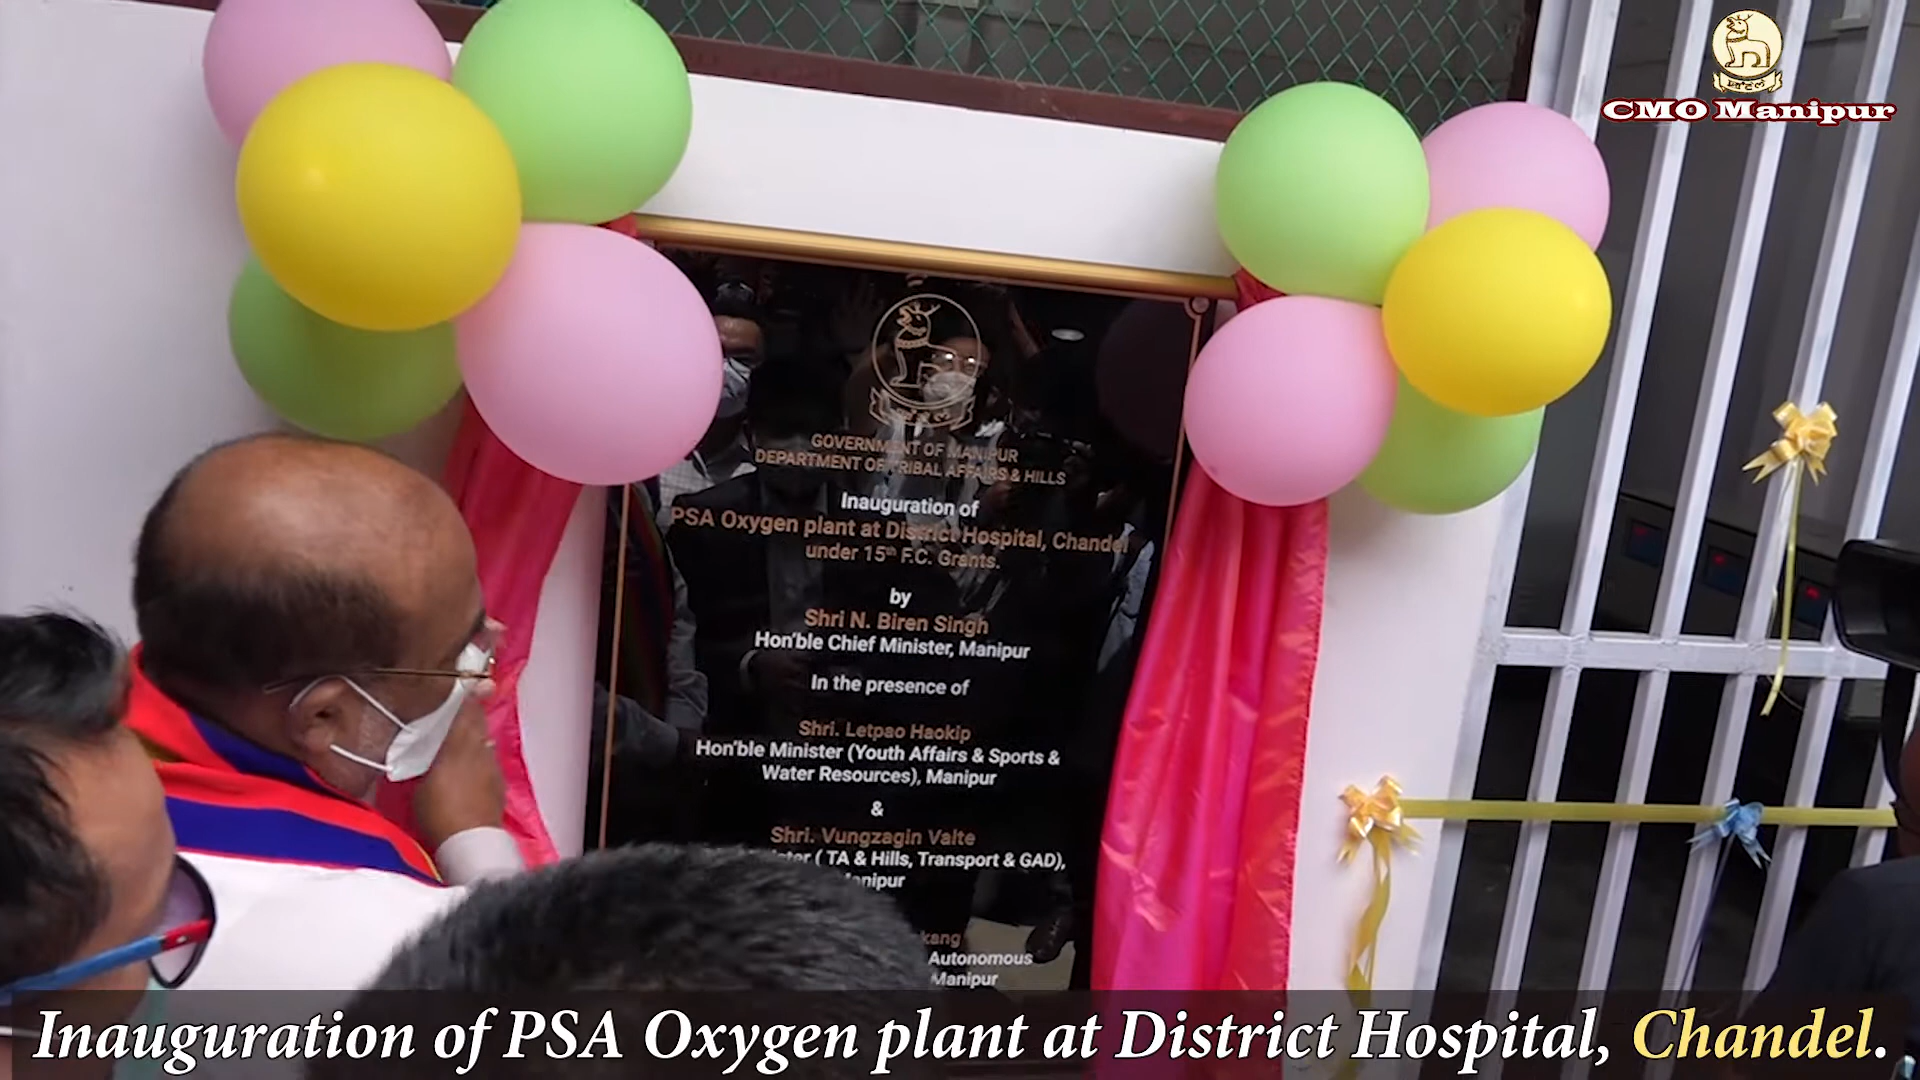 CMO Manipur
GOVERNMENT OF MANIPUR
DEPARTMENT OF TRIBAL AFFAIRS & HILLS
Inauguration of
PSA Oxygen plant at District Hospital, Chandel
under 15th F.C. Grants.
by
Shri N. Biren Singh
Hon'ble Chief Minister, Manipur
In the presence of
Shri. Letpao Haokip
Hon'ble Minister (Youth Affairs & Sports &
Water Resources), Manipur
&
Shri. Vungzagin Valte
( TA & Hills, Transport & GAD),
Manipur
Autonomous
Manipur
Inauguration of PSA Oxygen plant at District Hospital, Chandel.